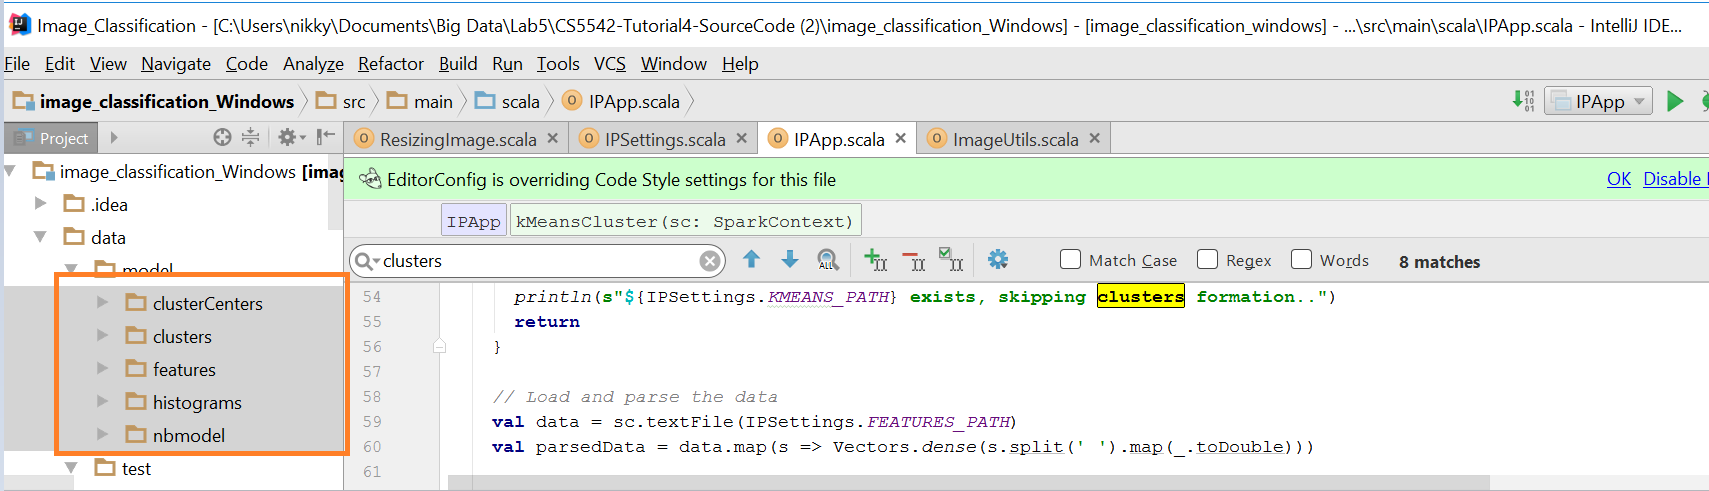 Image_Classification - [C:\Users\nikky\Documents\Big Data\Lab5\CS5542-Tutorial4-SourceCode (2)\image_classification_Windows] - [image_classification_windows] - ...\src\main\scala\IPApp.scala - IntelliJ IDE...
File Edit View Navigate Code Analyze Refactor Build Run Tools VCS Window Help
image_classification_Windows src main scala IPApp.scala IPApp
Project
ResizingImage.scala IPSettings.scala IPApp.scala ImageUtils.scala
image_classification_Windows [imag
.idea
data
model
clusterCenters
clusters
features
histograms
nbmodel
test
EditorConfig is overriding Code Style settings for this file OK Disable
IPApp kMeansCluster(sc: SparkContext)
clusters ALL Match Case Regex Words 8 matches
54 println(s"${IPSettings.KMEANS_PATH} exists, skipping clusters formation..")
55 return
56 }
57
58 // Load and parse the data
59 val data = sc.textFile(IPSettings.FEATURES_PATH)
60 val parsedData = data.map(s => Vectors.dense(s.split(' ').map(_.toDouble)))
61